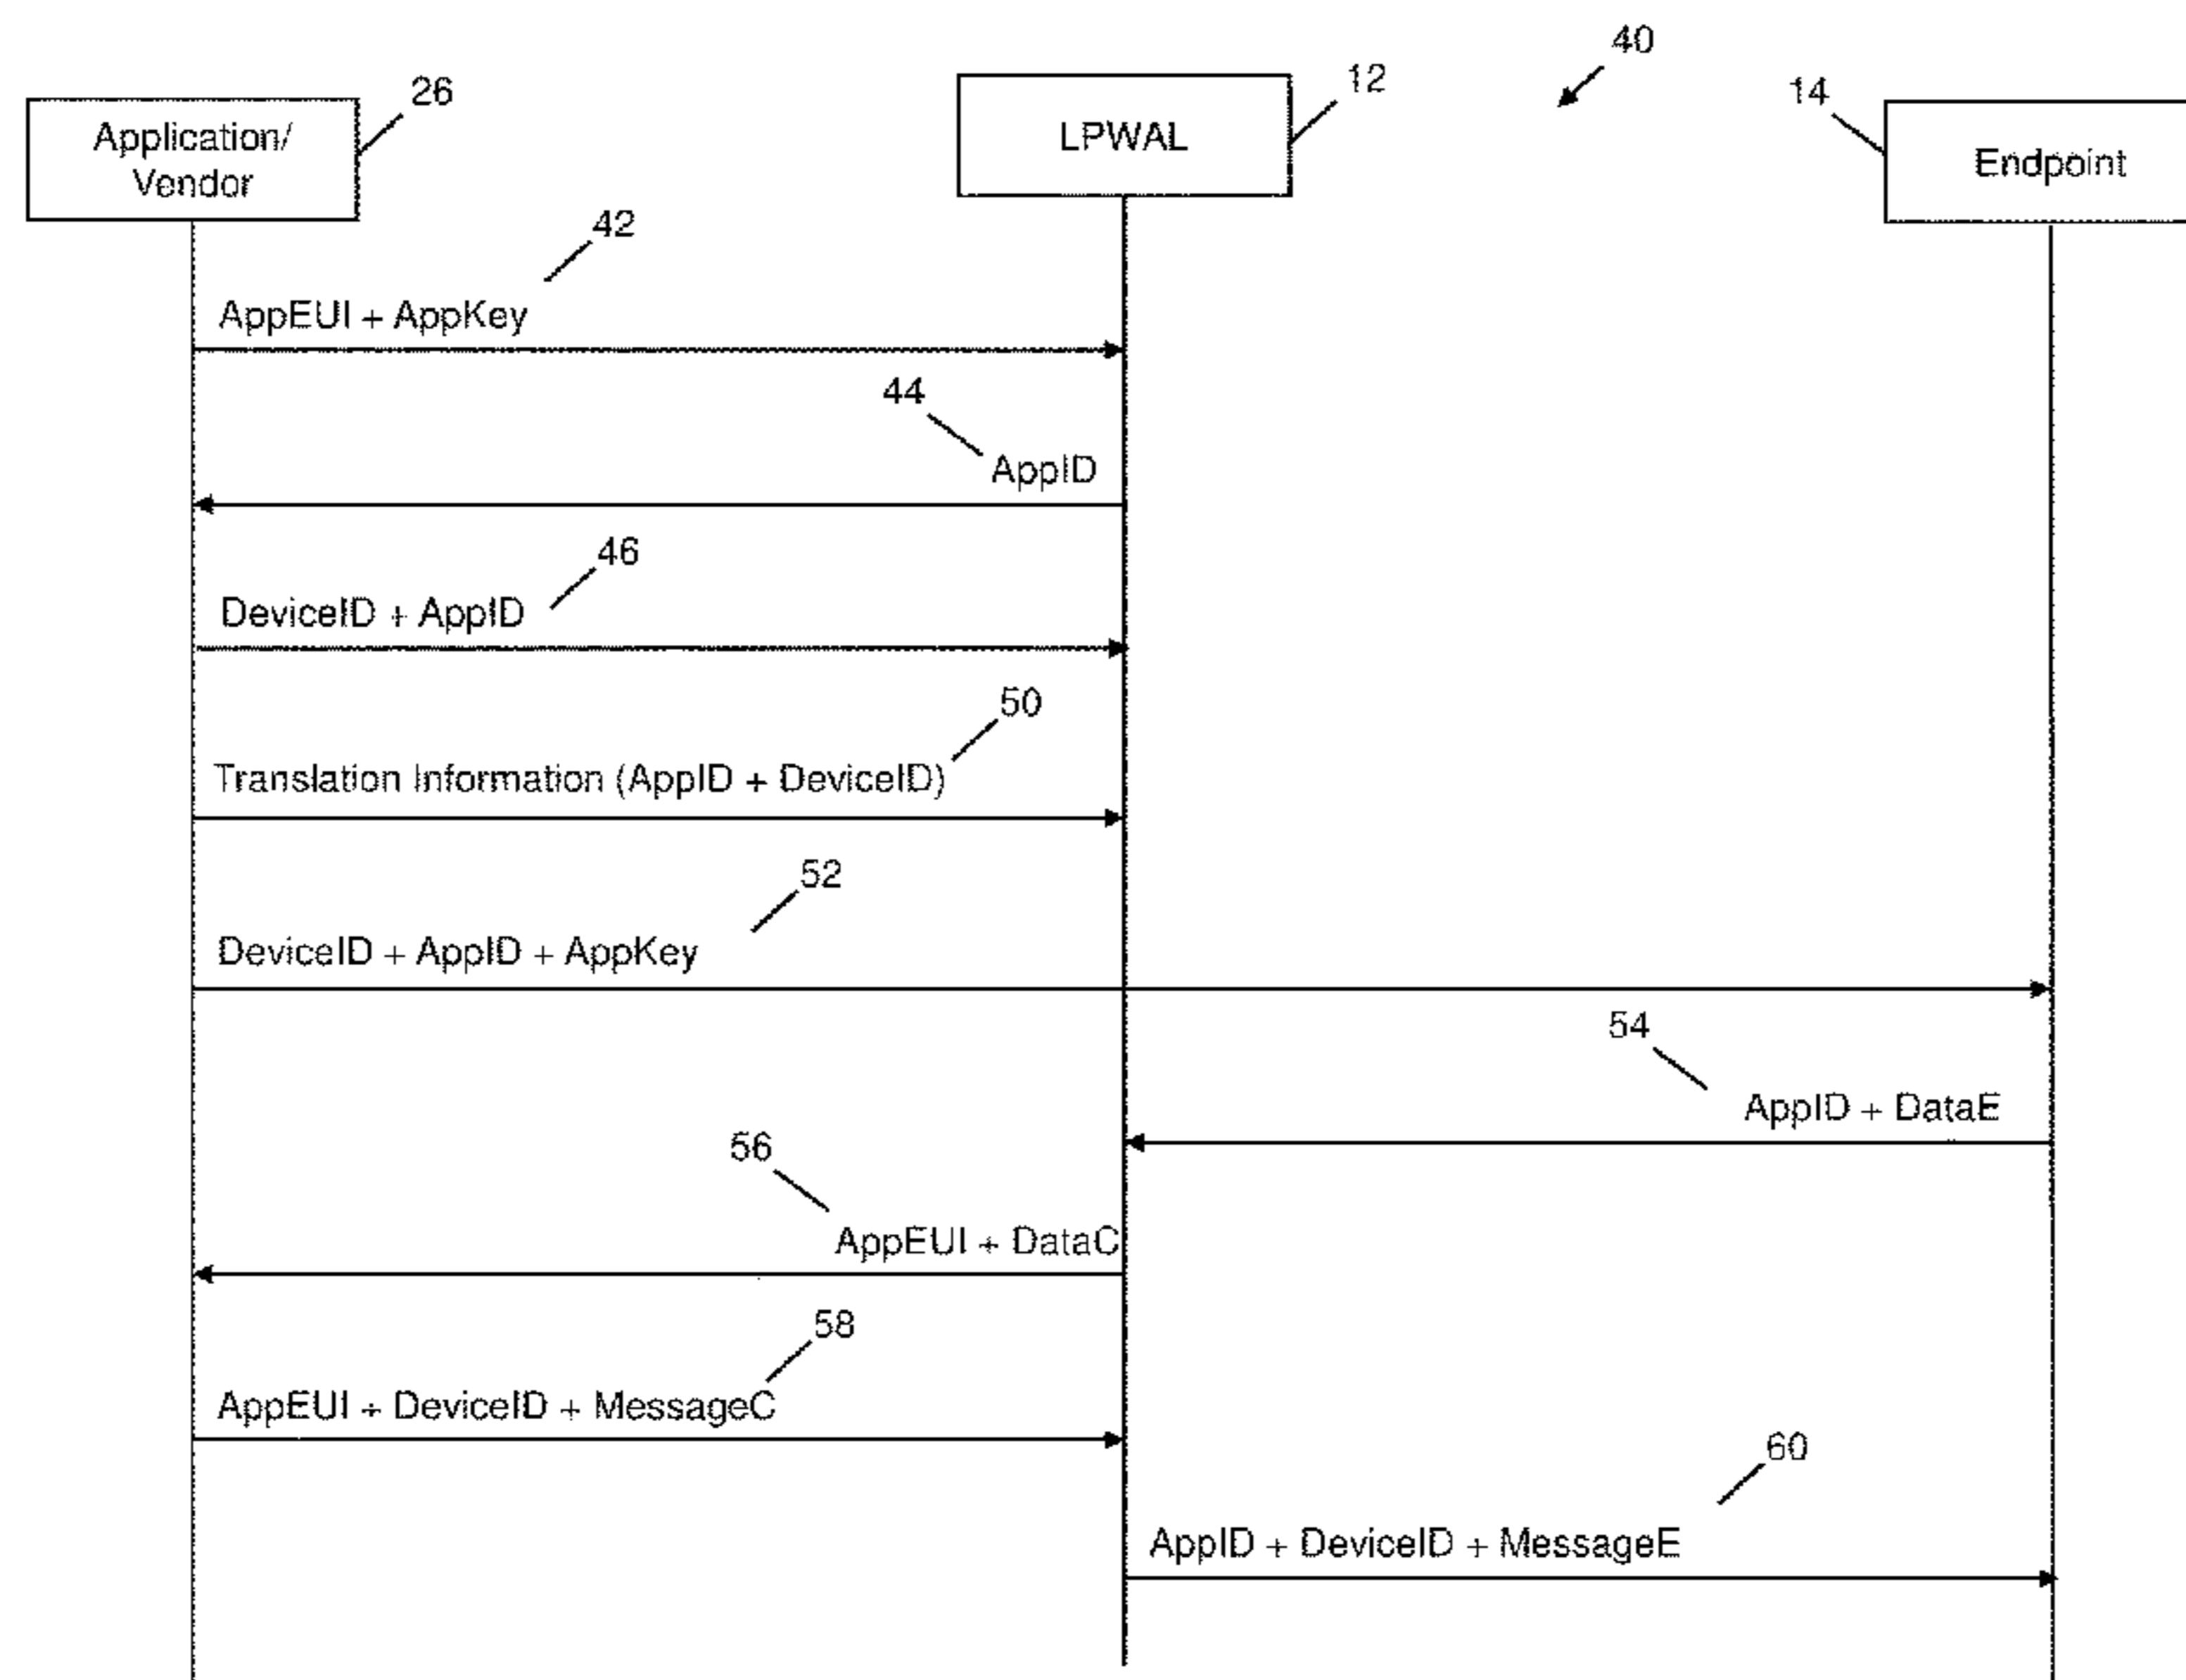 40
26
12
14
Application/
Vendor
LPWAL
Endpoint
42
AppEUI + AppKey
44
AppID
46
DeviceID + AppID
50
Translation Information (AppID + DeviceID)
52
DeviceID + AppID + AppKey
54
AppID + DataE
56
AppEUI + DataC
58
AppEUI + DeviceID + MessageC
60
AppID + DeviceID + MessageE